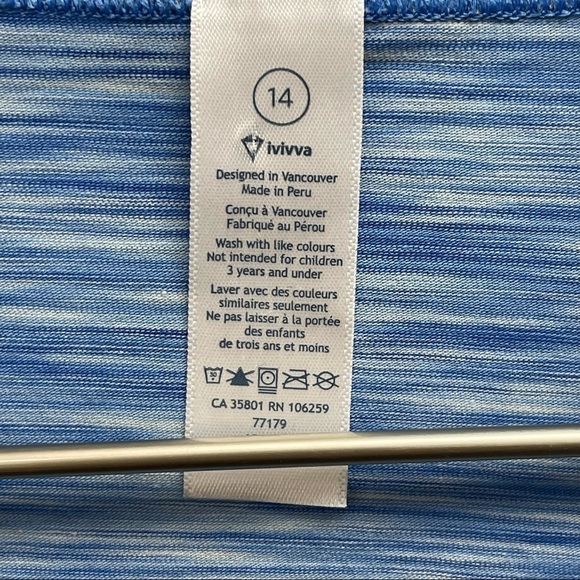 14
ivivva
Designed in Vancouver
Made in Peru
Conçu à Vancouver
Fabriqué au Pérou
Wash with like colours
Not intended for children
3 years and under
Laver avec des couleurs
similaires seulement
Ne pas laisser à la portée
des enfants
de trois ans et moins
30
CA 35801 RN 106259
77179